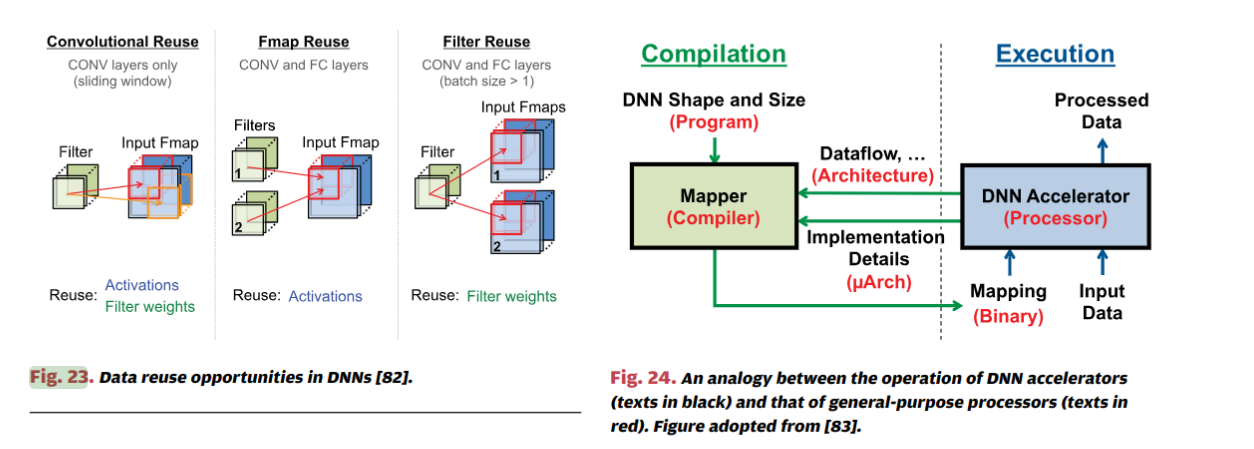 Convolutional Reuse
CONV layers only
(sliding window)
Filter
Input Fmap
Reuse:
Activations
Filter weights
Fmap Reuse
CONV and FC layers
Filters
Input Fmap
1
2
Reuse: Activations
Filter Reuse
CONV and FC layers
(batch size > 1)
Input Fmaps
Filter
1
2
Reuse: Filter weights
Fig. 23. Data reuse opportunities in DNNs [82].
Compilation
Execution
DNN Shape and Size
(Program)
Processed
Data
Mapper
(Compiler)
Dataflow, …
(Architecture)
DNN Accelerator
(Processor)
Implementation
Details
(µArch)
Mapping
(Binary)
Input
Data
Fig. 24. An analogy between the operation of DNN accelerators
(texts in black) and that of general-purpose processors (texts in
red). Figure adopted from [83].